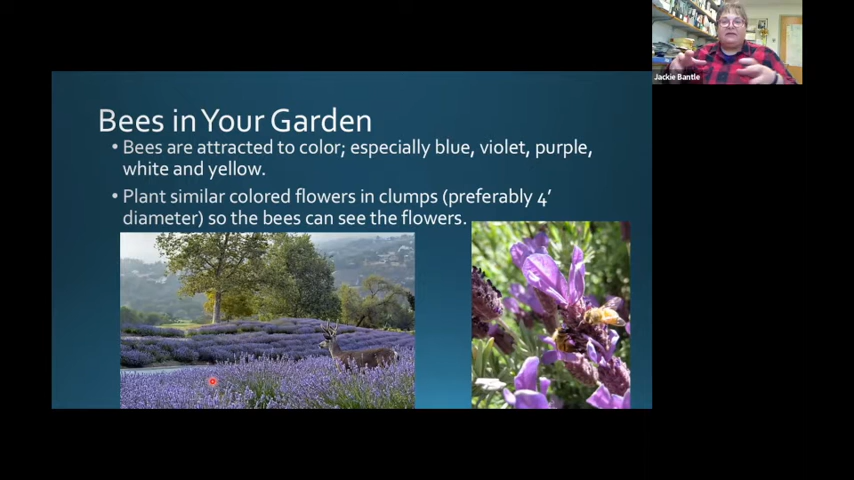 Jackie Bantle
Bees in Your Garden
• Bees are attracted to color; especially blue, violet, purple,
white and yellow.
• Plant similar colored flowers in clumps (preferably 4’
diameter) so the bees can see the flowers.